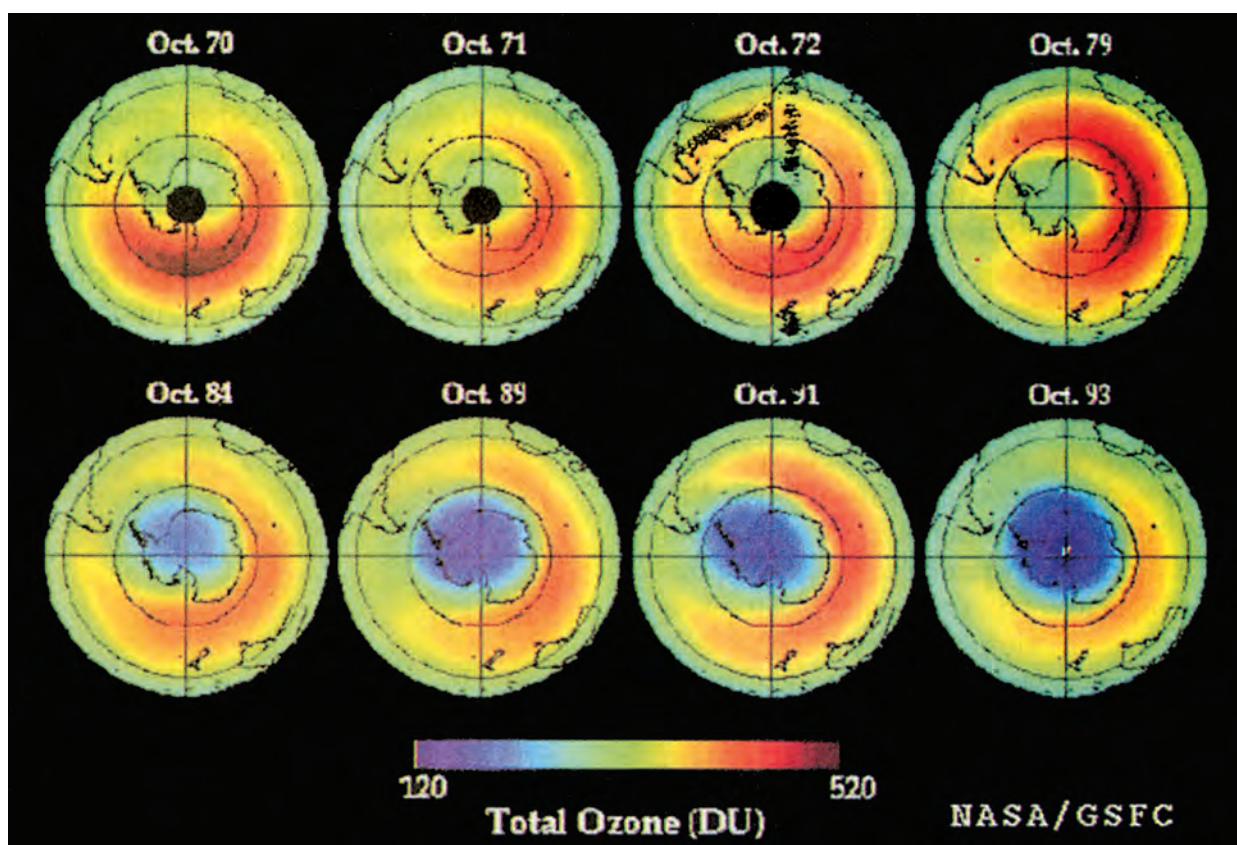 Oct. 70 Oct. 71 Oct. 72 Oct. 79
Oct. 84 Oct. 89 Oct. 91 Oct. 93
120 520
Total Ozone (DU)
NASA/GSFC